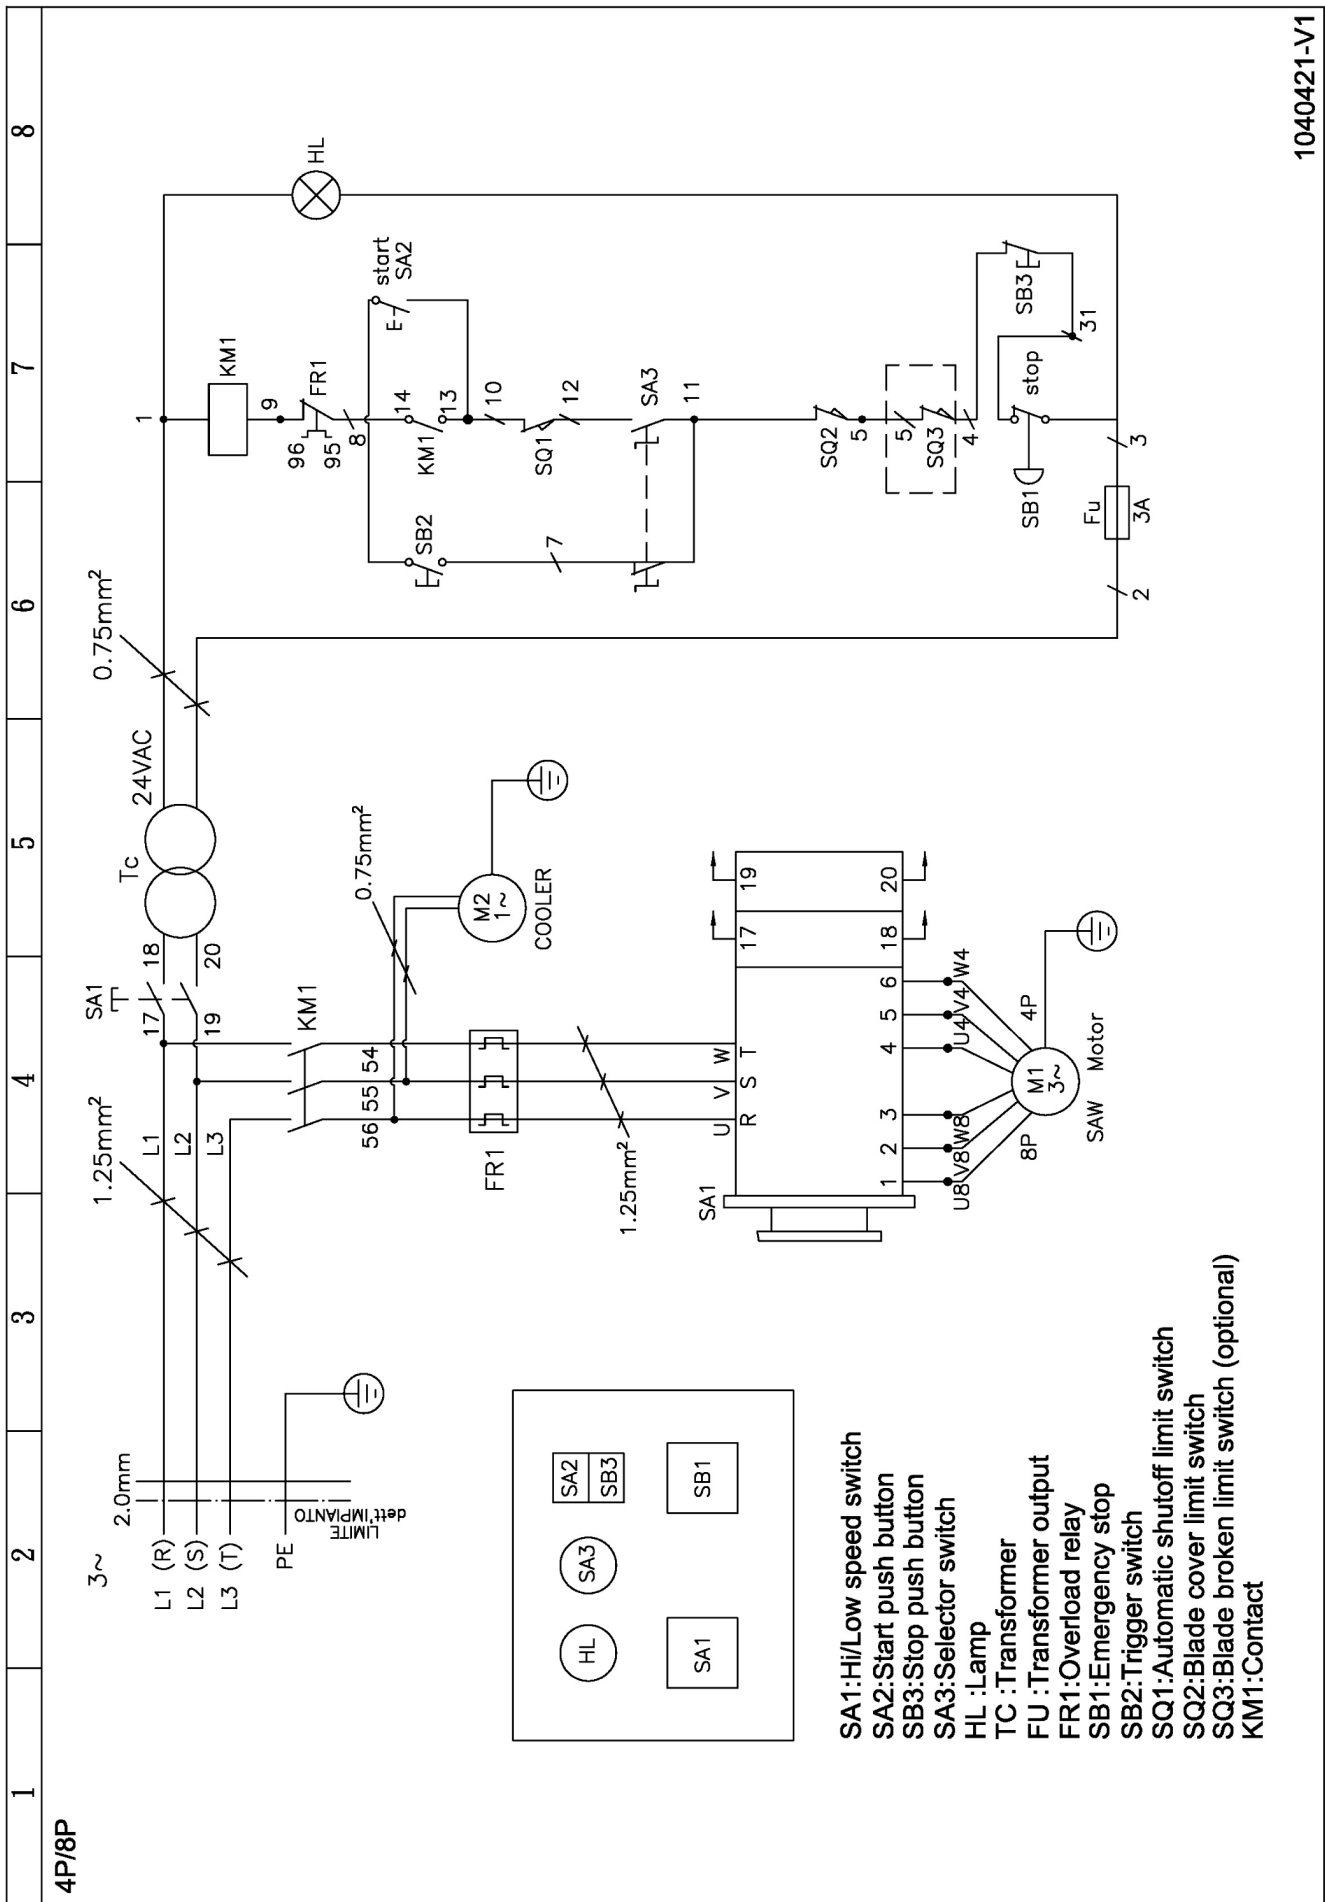 1 2 3 4 5 6 7 8
4P/8P
3~
2.0mm
L1 (R)
L2 (S)
L3 (T)
PE
LIMITE
dett'IMPIANTO
1.25mm²
L1
L2
L3
SA1
17
18
19
20
Tc
24VAC
0.75mm²
KM1
56 55 54
0.75mm²
M2
1~
COOLER
FR1
1.25mm²
U V W
R S T
SA1
17 19
18 20
1 2 3 4 5 6
U8 V8 W8 U4 V4 W4
8P
4P
M1
3~
SAW Motor
1
KM1
9
96
FR1
95
8
14
KM1
13
start
SA2
E
10
SQ1
12
SB2
7
SA3
11
SQ2
5
5
SQ3
4
SB3
31
SB1
stop
3
Fu
3A
2
HL
HL
SA3
SA2
SB3
SA1
SB1
SA1:Hi/Low speed switch
SA2:Start push button
SB3:Stop push button
SA3:Selector switch
HL :Lamp
TC :Transformer
FU :Transformer output
FR1:Overload relay
SB1:Emergency stop
SB2:Trigger switch
SQ1:Automatic shutoff limit switch
SQ2:Blade cover limit switch
SQ3:Blade broken limit switch (optional)
KM1:Contact
1040421-V1